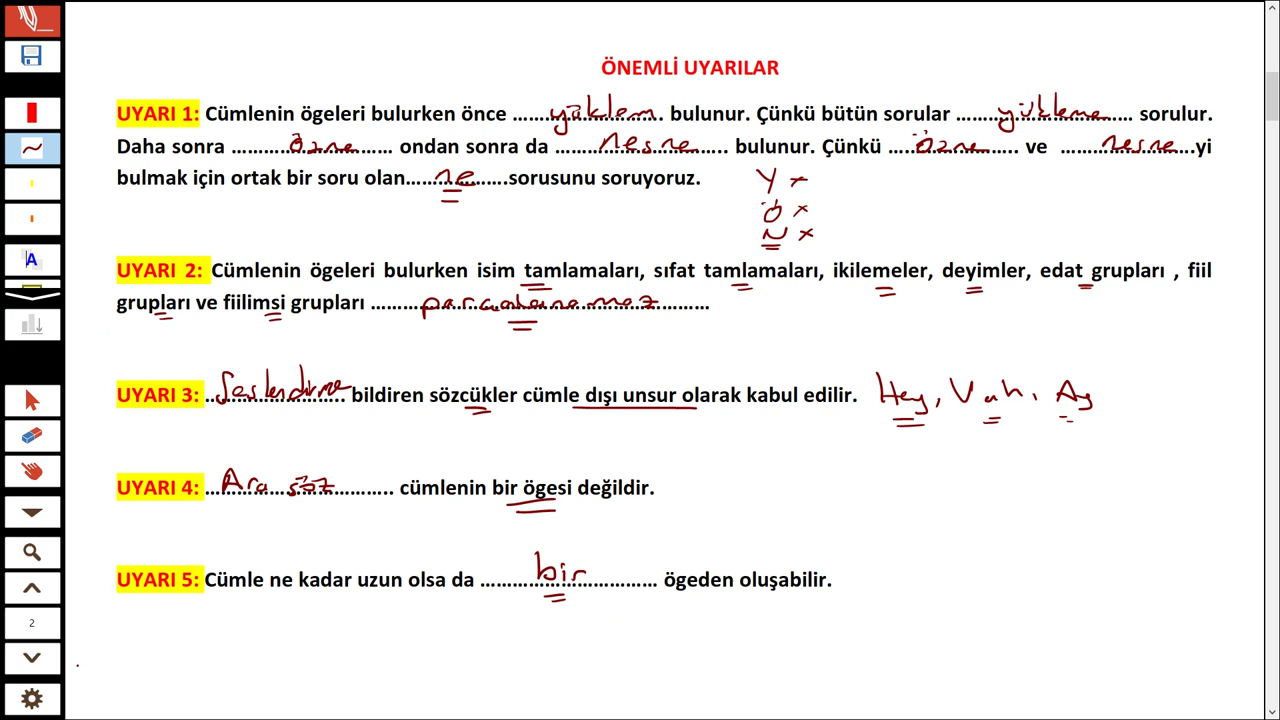 ÖNEMLİ UYARILAR
UYARI 1: Cümlenin ögeleri bulurken önce ...yüklem... bulunur. Çünkü bütün sorular ...yükleme... sorulur.
Daha sonra ...özne... ondan sonra da ...nesne... bulunur. Çünkü ...özne... ve ...nesne...yi
bulmak için ortak bir soru olan...ne...sorusunu soruyoruz.
Y x
Ö x
N x
UYARI 2: Cümlenin ögeleri bulurken isim tamlamaları, sıfat tamlamaları, ikilemeler, deyimler, edat grupları , fiil
grupları ve fiilimsi grupları ...parçalanamaz...
UYARI 3: ...Seslendirme... bildiren sözcükler cümle dışı unsur olarak kabul edilir. Hey, Vah, Ay
UYARI 4: ...Ara söz... cümlenin bir ögesi değildir.
UYARI 5: Cümle ne kadar uzun olsa da ...bir... ögeden oluşabilir.
A
2